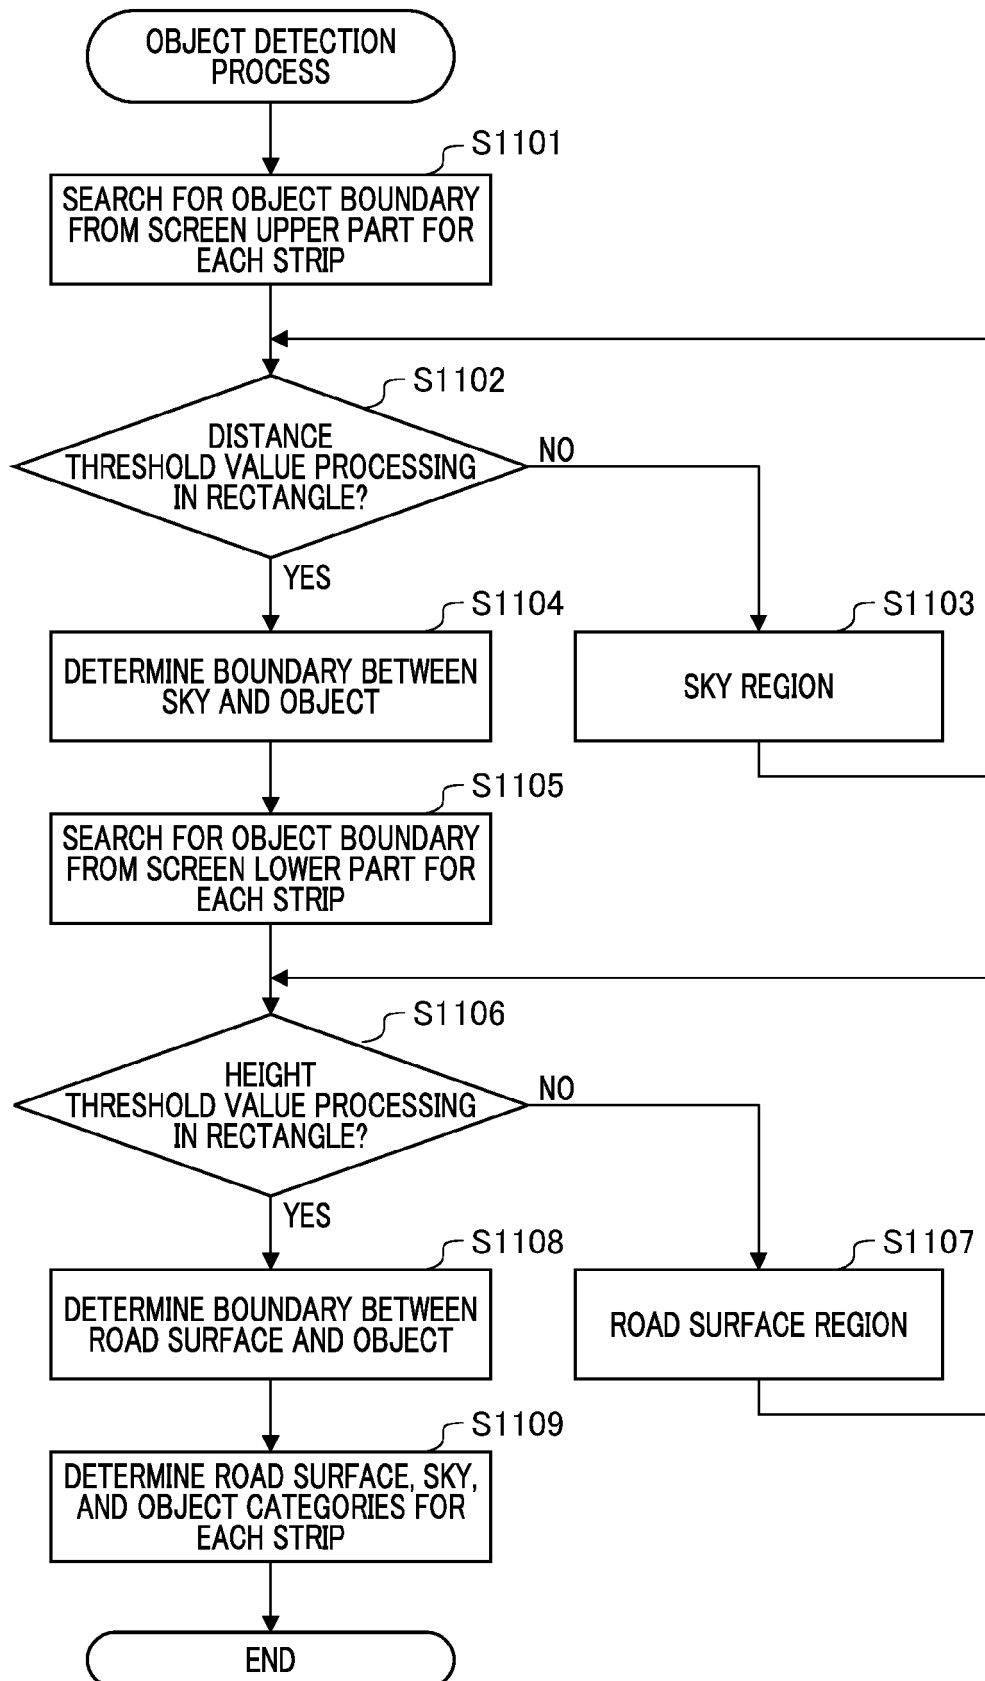 OBJECT DETECTION
PROCESS
S1101
SEARCH FOR OBJECT BOUNDARY
FROM SCREEN UPPER PART FOR
EACH STRIP
S1102
DISTANCE
THRESHOLD VALUE PROCESSING
IN RECTANGLE?
NO
YES
S1104
DETERMINE BOUNDARY BETWEEN
SKY AND OBJECT
S1103
SKY REGION
S1105
SEARCH FOR OBJECT BOUNDARY
FROM SCREEN LOWER PART FOR
EACH STRIP
S1106
HEIGHT
THRESHOLD VALUE PROCESSING
IN RECTANGLE?
NO
YES
S1108
DETERMINE BOUNDARY BETWEEN
ROAD SURFACE AND OBJECT
S1107
ROAD SURFACE REGION
S1109
DETERMINE ROAD SURFACE, SKY,
AND OBJECT CATEGORIES FOR
EACH STRIP
END